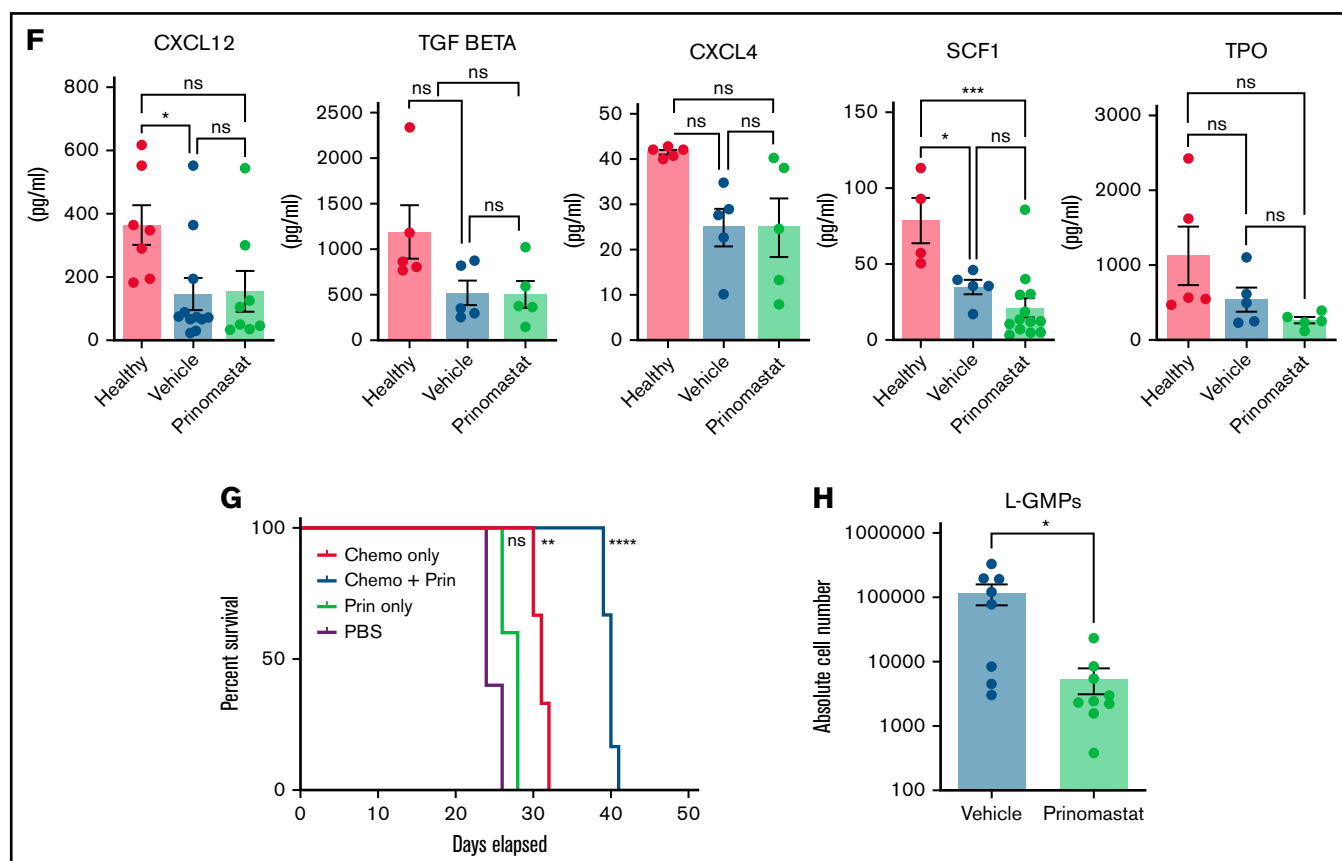 F
CXCL12
800
600
400
200
0
(pg/ml)
ns
*
ns
Healthy
Vehicle
Prinomastat
TGF BETA
2500
2000
1500
1000
500
0
(pg/ml)
ns
ns
ns
Healthy
Vehicle
Prinomastat
CXCL4
50
40
30
20
10
0
(pg/ml)
ns
ns
ns
Healthy
Vehicle
Prinomastat
SCF1
150
100
50
0
(pg/ml)
***
*
ns
Healthy
Vehicle
Prinomastat
TPO
3000
2000
1000
0
(pg/ml)
ns
ns
ns
Healthy
Vehicle
Prinomastat
G
100
50
0
Percent survival
Chemo only
Chemo + Prin
Prin only
PBS
ns
**
****
0 10 20 30 40 50
Days elapsed
H
L-GMPs
1000000
100000
10000
1000
100
Absolute cell number
*
Vehicle
Prinomastat